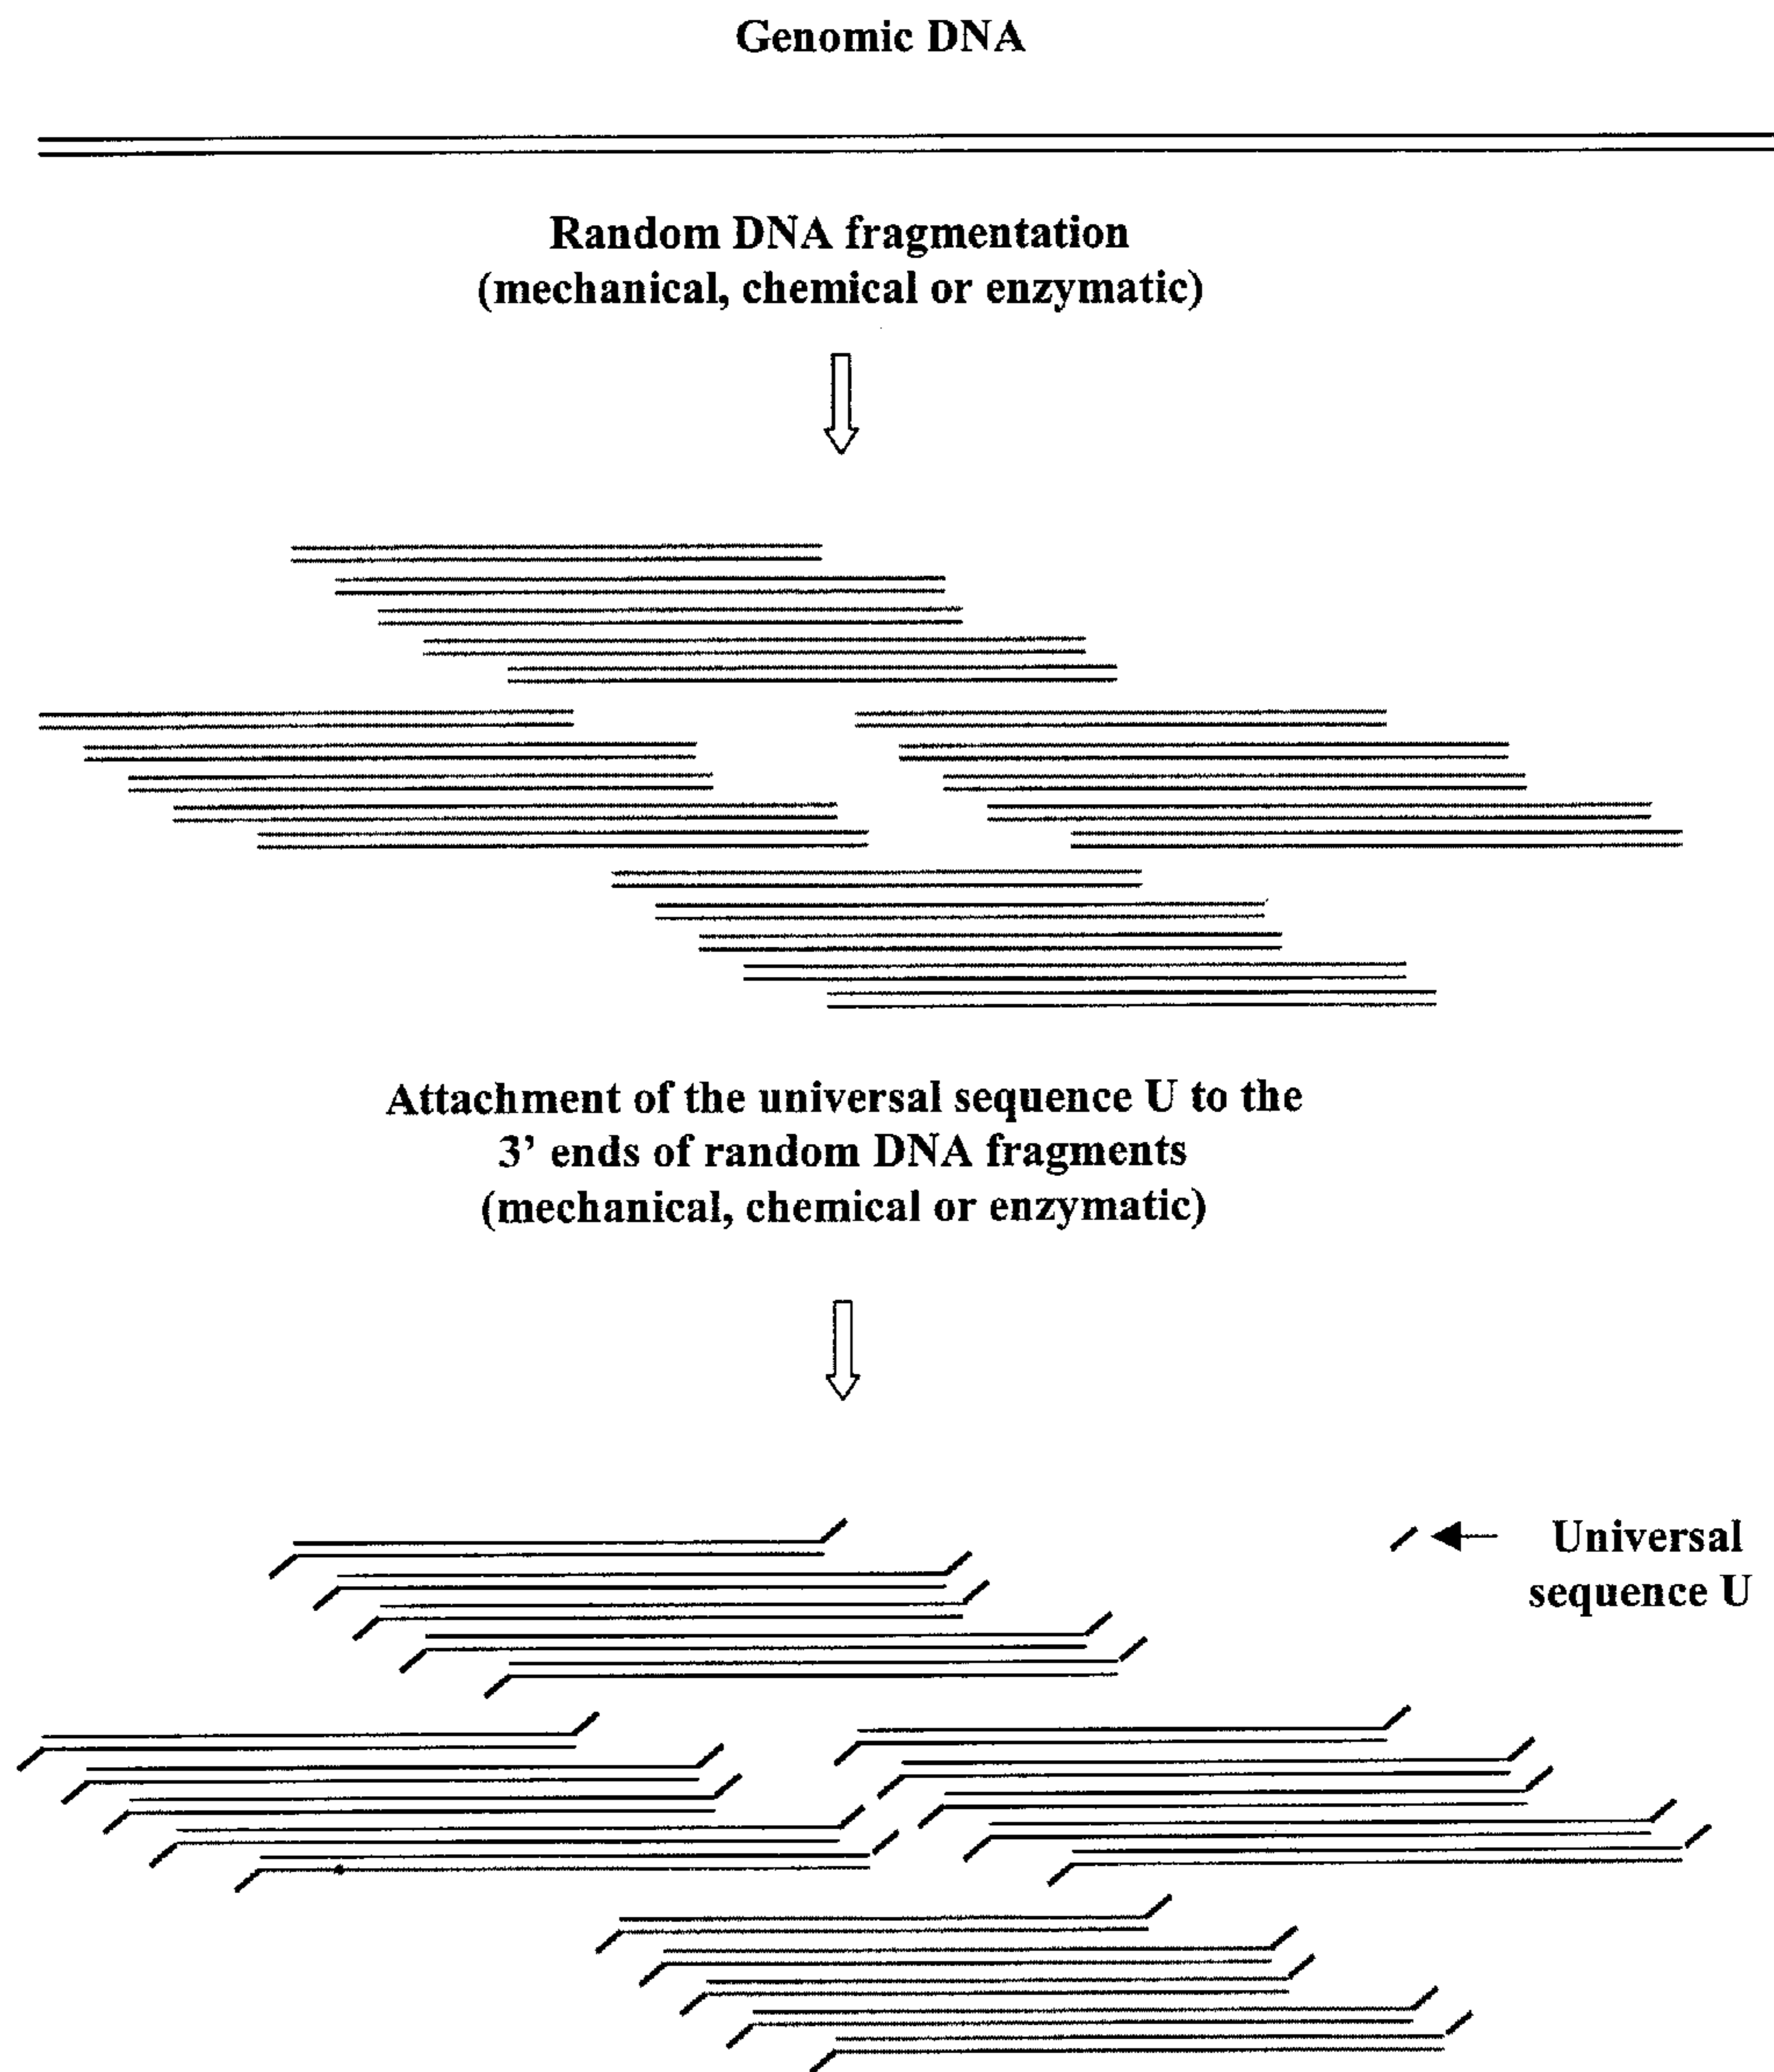 Genomic DNA
Random DNA fragmentation
(mechanical, chemical or enzymatic)
Attachment of the universal sequence U to the
3’ ends of random DNA fragments
(mechanical, chemical or enzymatic)
Universal
sequence U